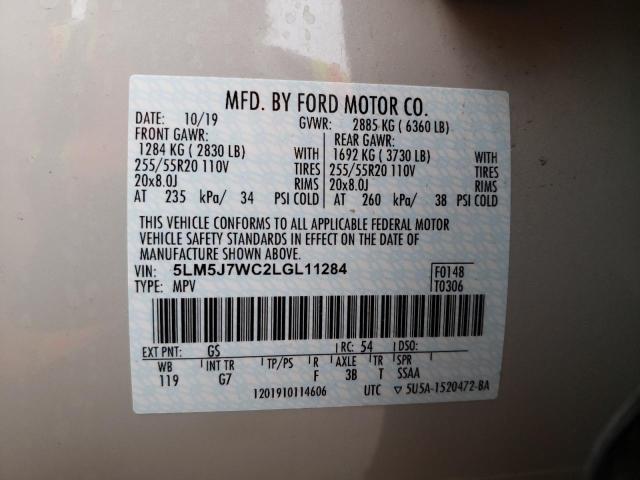 MFD. BY FORD MOTOR CO.
DATE: 10/19 GVWR: 2885 KG ( 6360 LB)
FRONT GAWR: REAR GAWR:
1284 KG ( 2830 LB) WITH 1692 KG ( 3730 LB) WITH
255/55R20 110V TIRES 255/55R20 110V TIRES
20x8.0J RIMS 20x8.0J RIMS
AT 235 kPa/ 34 PSI COLD AT 260 kPa/ 38 PSI COLD
THIS VEHICLE CONFORMS TO ALL APPLICABLE FEDERAL MOTOR
VEHICLE SAFETY STANDARDS IN EFFECT ON THE DATE OF
MANUFACTURE SHOWN ABOVE.
VIN: 5LM5J7WC2LGL11284 F0148
TYPE: MPV T0306
EXT PNT: GS RC: 54 DSO:
WB INT TR TP/PS R AXLE TR SPR
119 G7 F 3B T SSAA
1201910114606 UTC ▽ 5U5A-1520472-BA